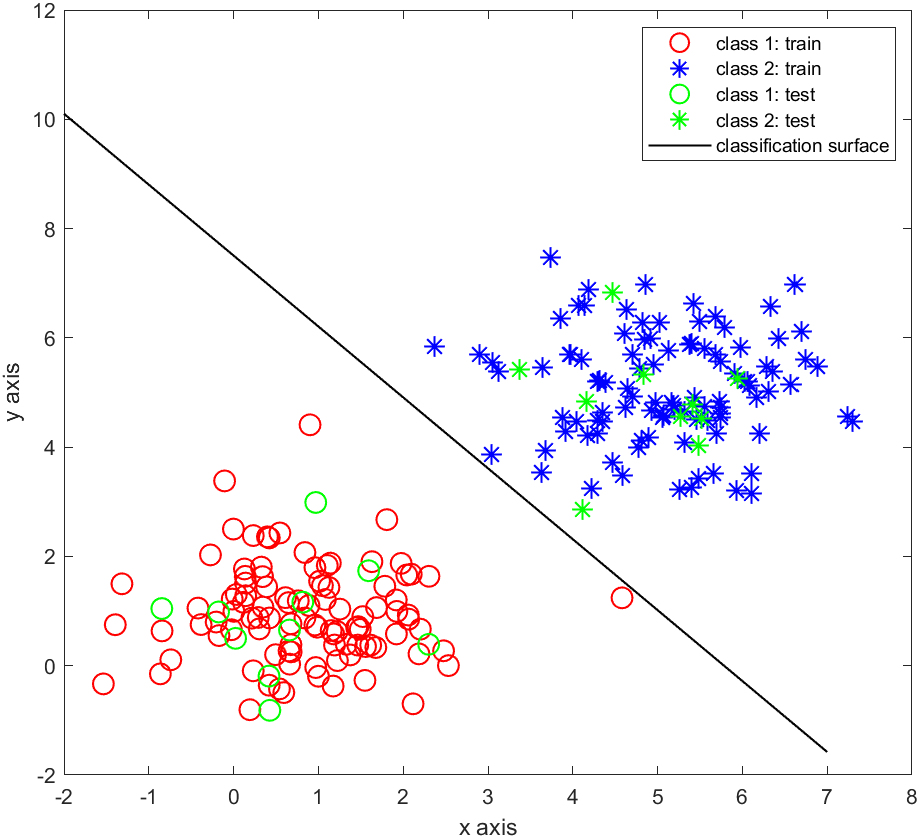 12
10
8
6
4
2
0
-2
-2 -1 0 1 2 3 4 5 6 7 8
x axis
y axis
class 1: train
class 2: train
class 1: test
class 2: test
classification surface